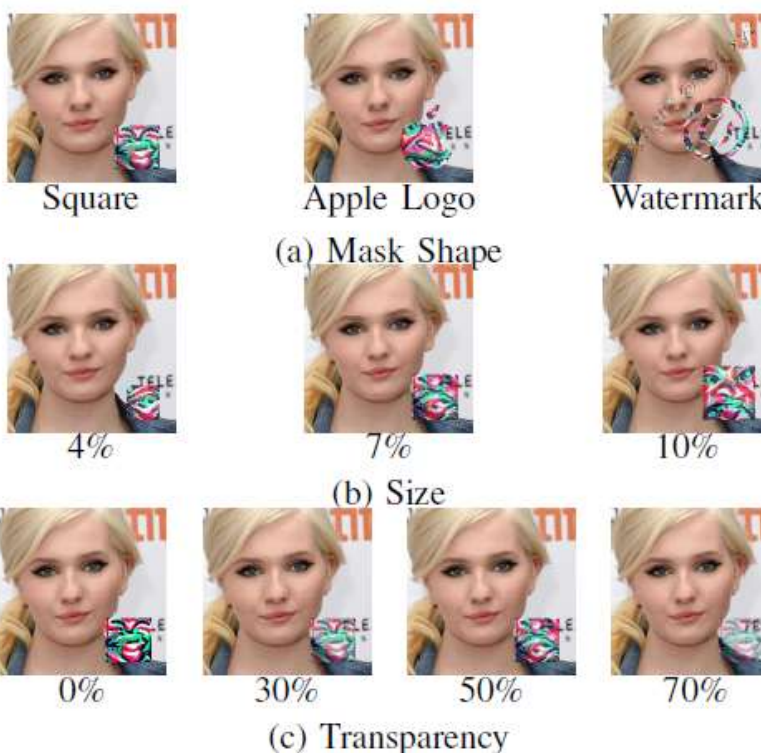 Square Apple Logo Watermark
(a) Mask Shape
4% 7% 10%
(b) Size
0% 30% 50% 70%
(c) Transparency